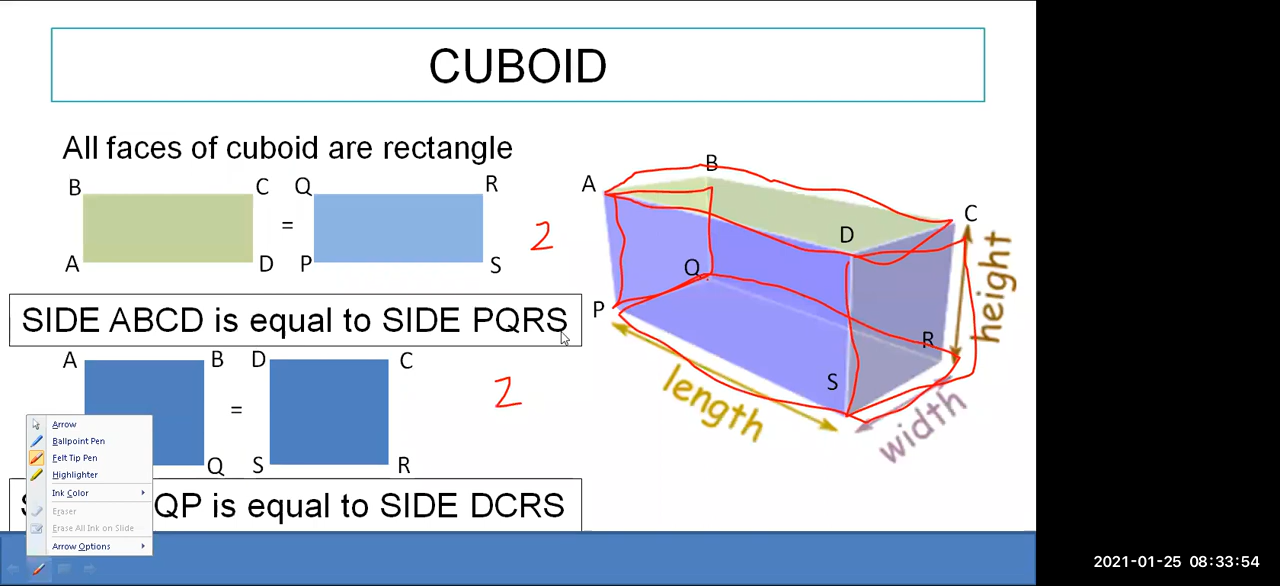 CUBOID
All faces of cuboid are rectangle
B C Q R
=
A D P S
2
SIDE ABCD is equal to SIDE PQRS
A B D C
=
Q S R
2
QP is equal to SIDE DCRS
B
A
C
D
Q
P
R
S
height
length
width
Arrow
Ballpoint Pen
Felt Tip Pen
Highlighter
Ink Color
Eraser
Erase All Ink on Slide
Arrow Options
2021-01-25 08:33:54